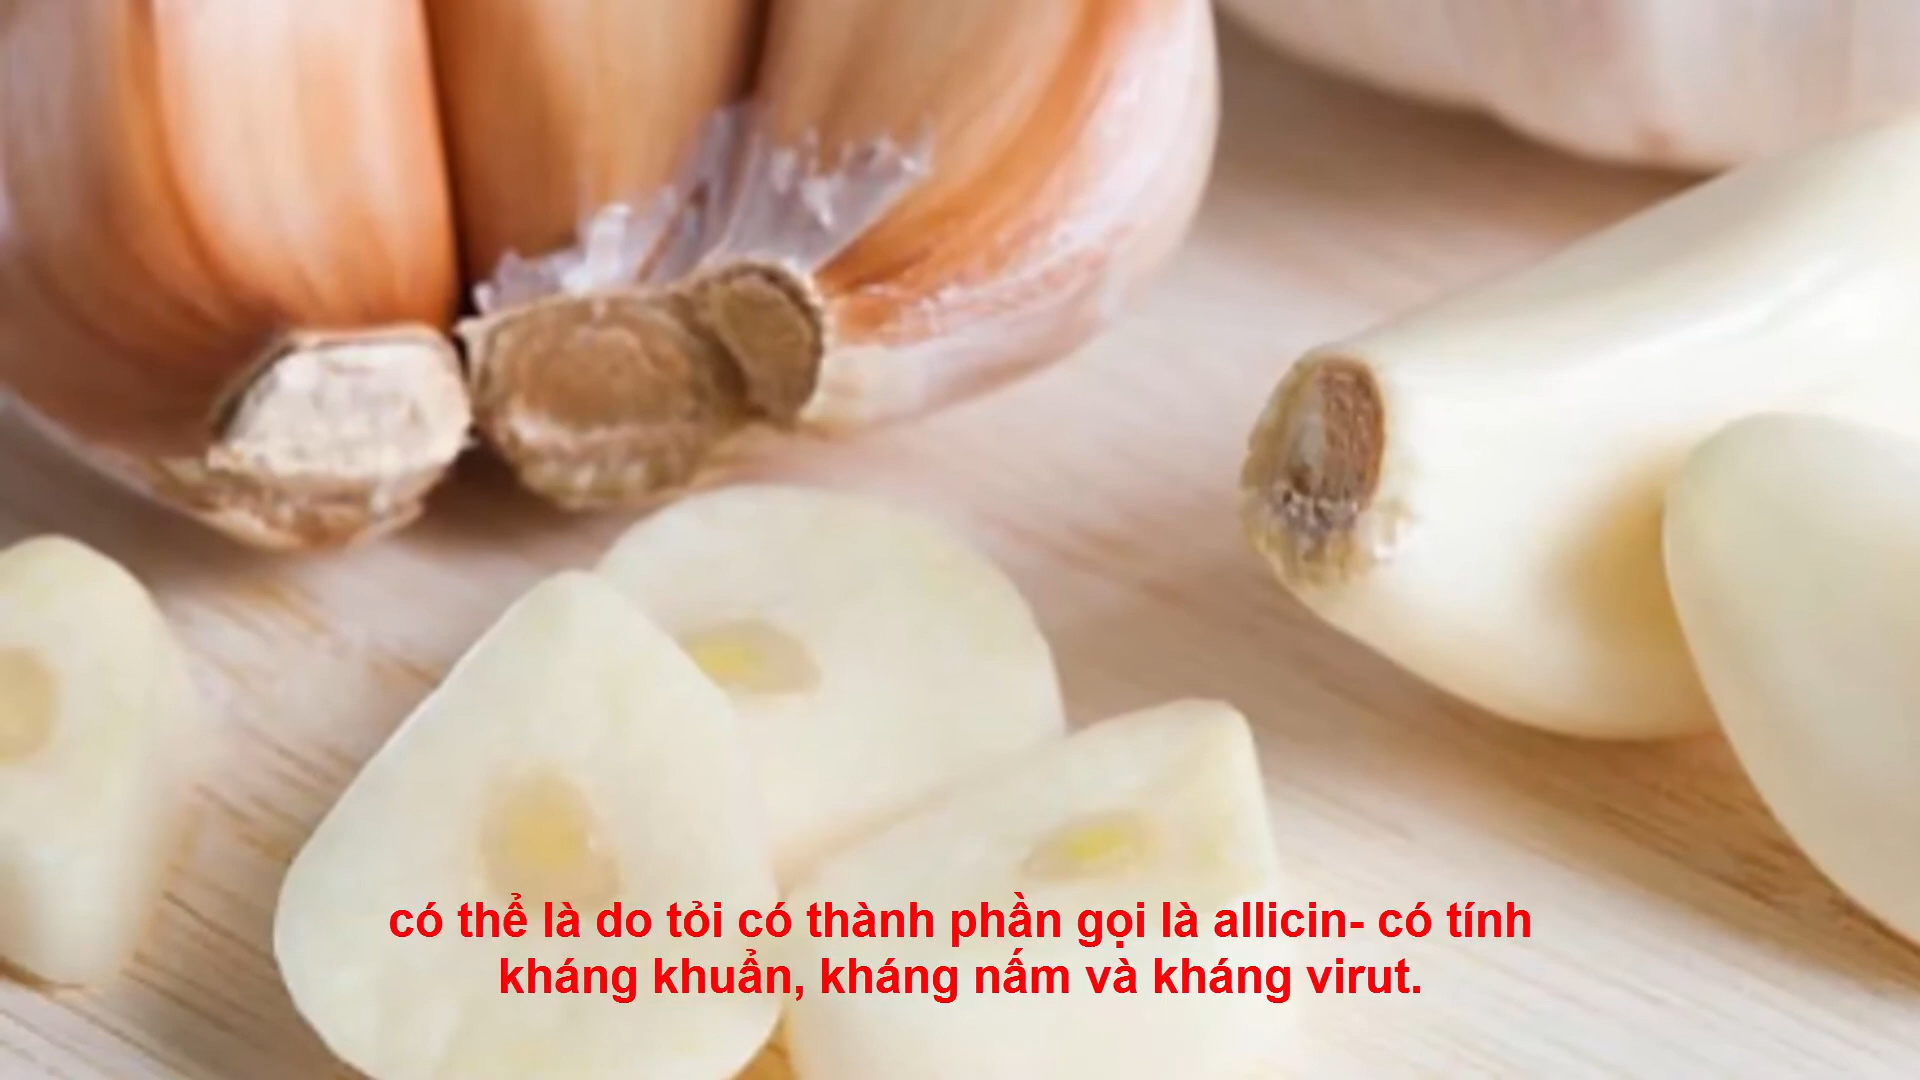 có thể là do tỏi có thành phần gọi là allicin- có tính
kháng khuẩn, kháng nấm và kháng virut.